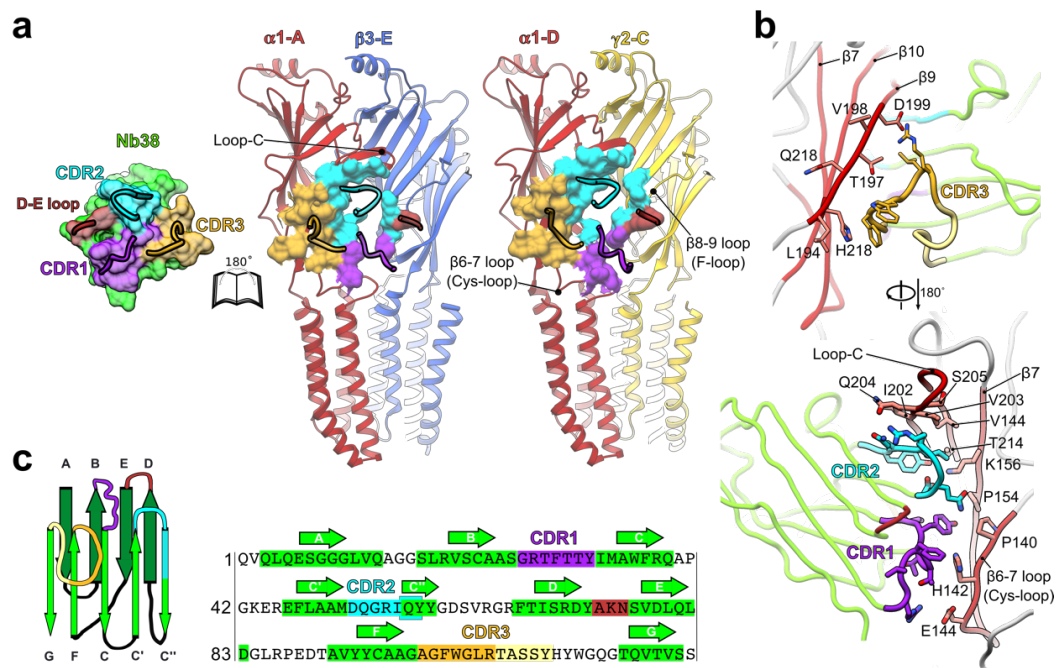 a
α1-A
β3-E
α1-D
γ2-C
Nb38
CDR2
D-E loop
CDR3
CDR1
180°
Loop-C
β6-7 loop
(Cys-loop)
β8-9 loop
(F-loop)
b
β7
β10
β9
V198
D199
Q218
T197
CDR3
L194
H218
180°
Loop-C
S205
β7
Q204
I202
V203
V144
T214
CDR2
K156
P154
CDR1
P140
H142
β6-7 loop
(Cys-loop)
E144
c
A B E D
G F C C' C''
A B CDR1 C
1 QVQLQESGGGLVQAGGSLRVSCAASGRTFTTYIMAWFRQAP
C' CDR2 C'' D E
42 GKEREFLAAMDQGRIQYYGDSVRGRFTISRDYAKNSVDLQL
F CDR3 G
83 DGLRPEDTAVYYCAAGAGFWGLRTASSYHYWGQGTQVTVSS